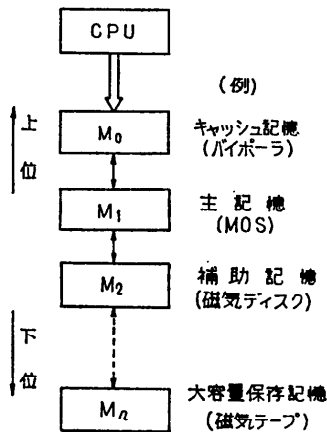 CPU
(例)
上位
M₀
キャッシュ記憶
(バイポーラ)
M₁
主記憶
(MOS)
M₂
補助記憶
(磁気ディスク)
下位
Mₙ
大容量保存記憶
(磁気テープ)